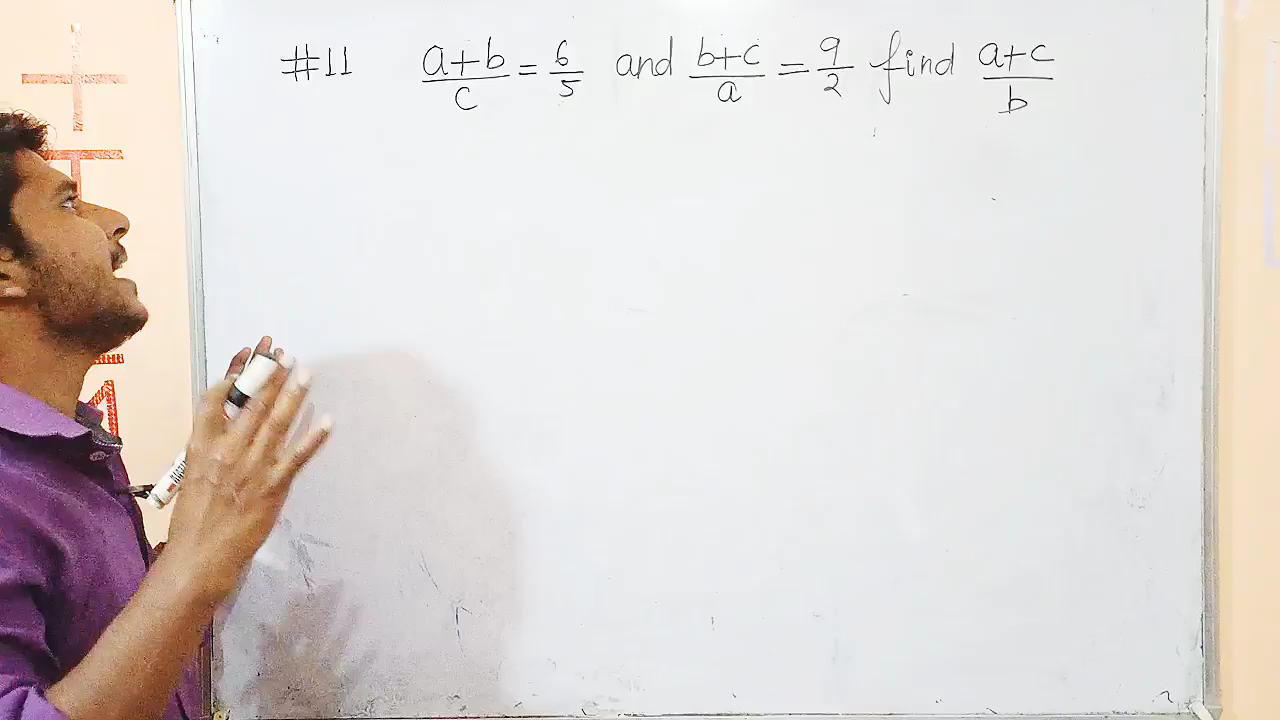 #11 a+b/c = 6/5 and b+c/a = 9/2 find a+c/b